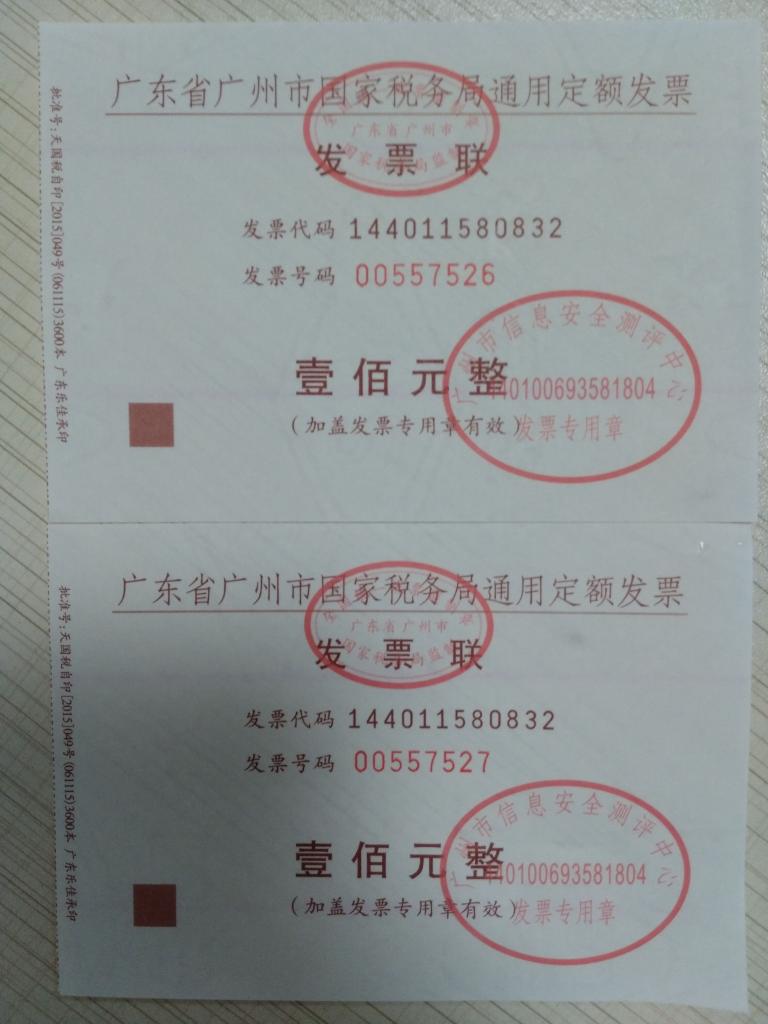 广东省广州市国家税务局通用定额发票
广东省广州市
发票联
发票代码 144011580832
发票号码 00557526
壹佰元整
(加盖发票专用章有效)
广州市信息安全测评中心
440100693581804
发票专用章
批准号:天国税自印[2015]049号(061115)3600本 广东乐佳承印
广东省广州市国家税务局通用定额发票
广东省广州市
发票联
发票代码 144011580832
发票号码 00557527
壹佰元整
(加盖发票专用章有效)
广州市信息安全测评中心
440100693581804
发票专用章
批准号:天国税自印[2015]049号(061115)3600本 广东乐佳承印